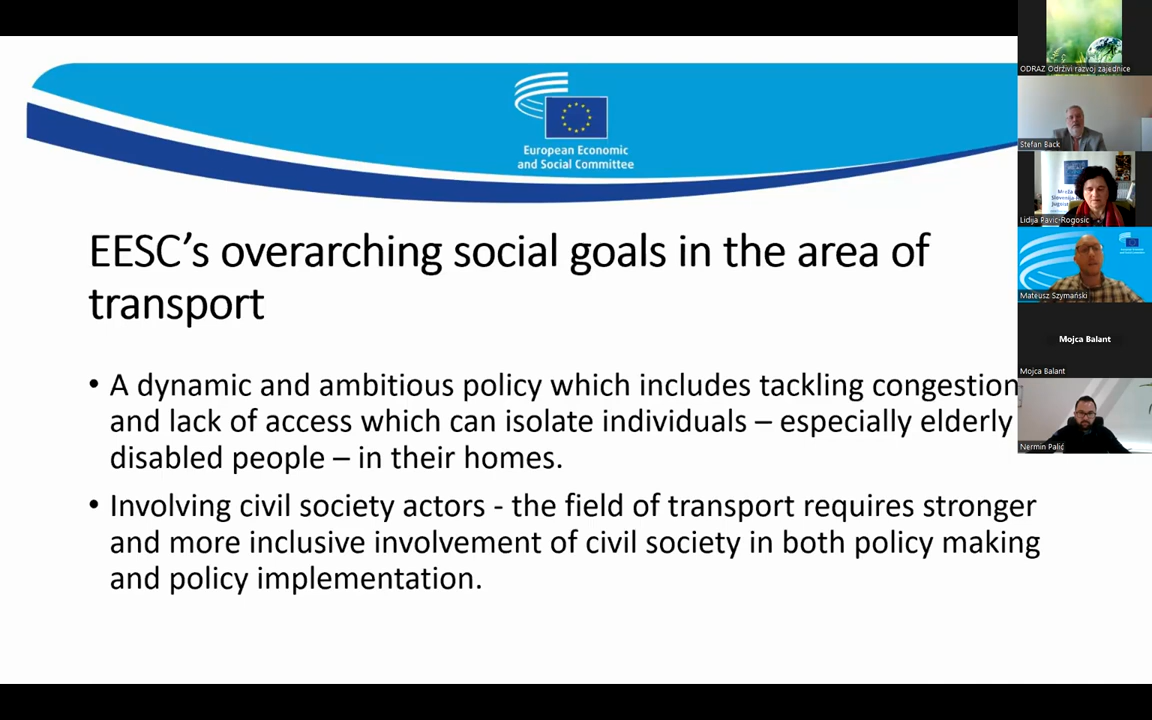 European Economic
and Social Committee
EESC's overarching social goals in the area of
transport
• A dynamic and ambitious policy which includes tackling congestion
and lack of access which can isolate individuals – especially elderly
disabled people – in their homes.
• Involving civil society actors - the field of transport requires stronger
and more inclusive involvement of civil society in both policy making
and policy implementation.
ODRAZ Održivi razvoj zajednice
Stefan Back
Lidija Pavic-Rogosic
Mateusz Szymański
Mojca Balant
Mojca Balant
Nermin Palić